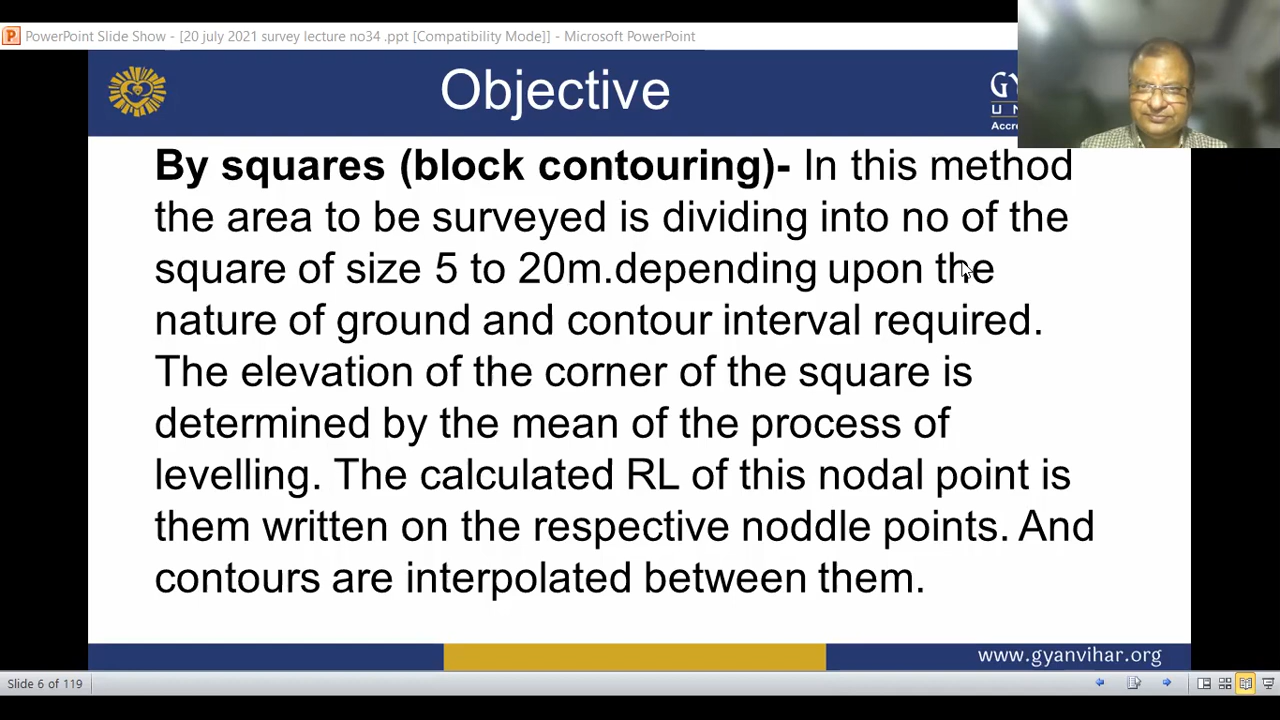 PowerPoint Slide Show - [20 july 2021 survey lecture no34 .ppt [Compatibility Mode]] - Microsoft PowerPoint
Objective
GY
U N
Accre
By squares (block contouring)- In this method
the area to be surveyed is dividing into no of the
square of size 5 to 20m.depending upon the
nature of ground and contour interval required.
The elevation of the corner of the square is
determined by the mean of the process of
levelling. The calculated RL of this nodal point is
them written on the respective noddle points. And
contours are interpolated between them.
www.gyanvihar.org
Slide 6 of 119